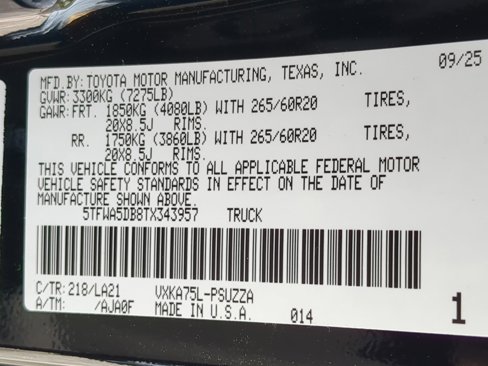 09/25
MFD.BY:TOYOTA MOTOR MANUFACTURING, TEXAS, INC.
GVWR:3300KG (7275LB)
GAWR:FRT. 1850KG (4080LB) WITH 265/60R20 TIRES,
20X8.5J RIMS.
RR. 1750KG (3860LB) WITH 265/60R20 TIRES,
20X8.5J RIMS.
THIS VEHICLE CONFORMS TO ALL APPLICABLE FEDERAL MOTOR
VEHICLE SAFETY STANDARDS IN EFFECT ON THE DATE OF
MANUFACTURE SHOWN ABOVE.
5TFWA5DB8TX343957 TRUCK
C/TR:218/LA21 VXKA75L-PSUZZA
A/TM: /AJA0F MADE IN U.S.A. 014
1